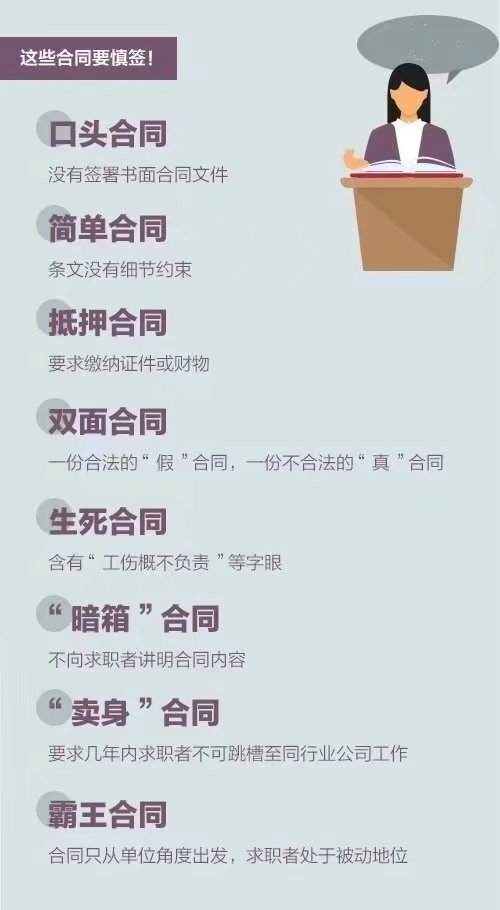 这些合同要慎签！
口头合同
没有签署书面合同文件
简单合同
条文没有细节约束
抵押合同
要求缴纳证件或财物
双面合同
一份合法的“假”合同，一份不合法的“真”合同
生死合同
含有“工伤概不负责”等字眼
“暗箱”合同
不向求职者讲明合同内容
“卖身”合同
要求几年内求职者不可跳槽至同行业公司工作
霸王合同
合同只从单位角度出发，求职者处于被动地位